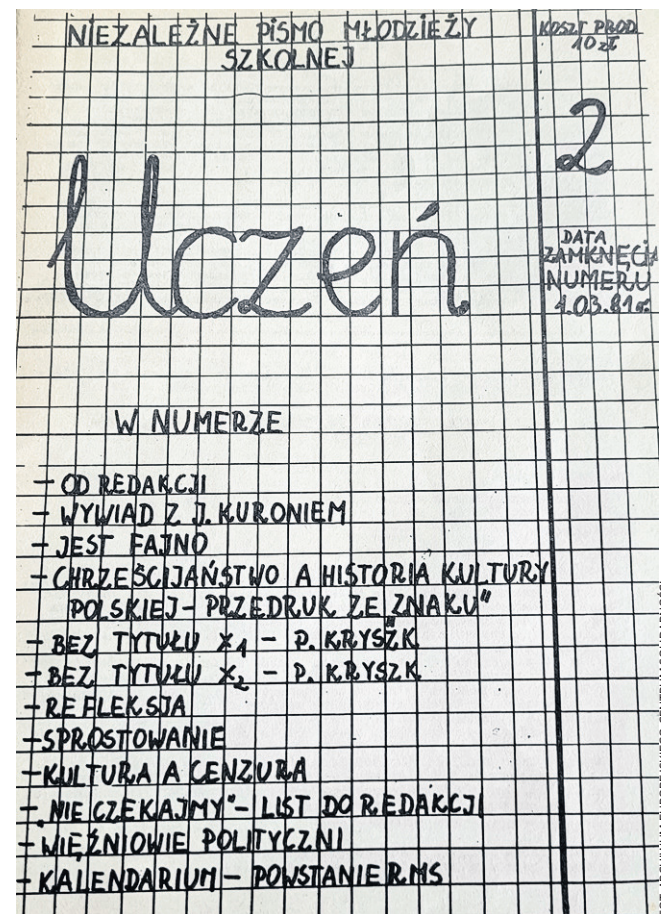 NIEZALEŻNE PISMO MŁODZIEŻY
SZKOLNEJ
KOSZT PROD.
10 zł
2
Uczeń
DATA
ZAMKNĘCIA
NUMERU
1.03.81r.
W NUMERZE
- OD REDAKCJI
- WYWIAD Z J. KURONIEM
- JEST FAJNO
- CHRZEŚCIJAŃSTWO A HISTORIA KULTURY
POLSKIEJ - PRZEDRUK ZE ZNAKU"
- BEZ TYTUŁU X₁ - P. KRYSZK
- BEZ TYTUŁU X₂ - P. KRYSZK
- REFLEKSJA
- SPROSTOWANIE
- KULTURA A CENZURA
- „NIE CZEKAJMY" - LIST DO REDAKCJI
- WIĘŹNIOWIE POLITYCZNI
- KALENDARIUM - POWSTANIE RMS